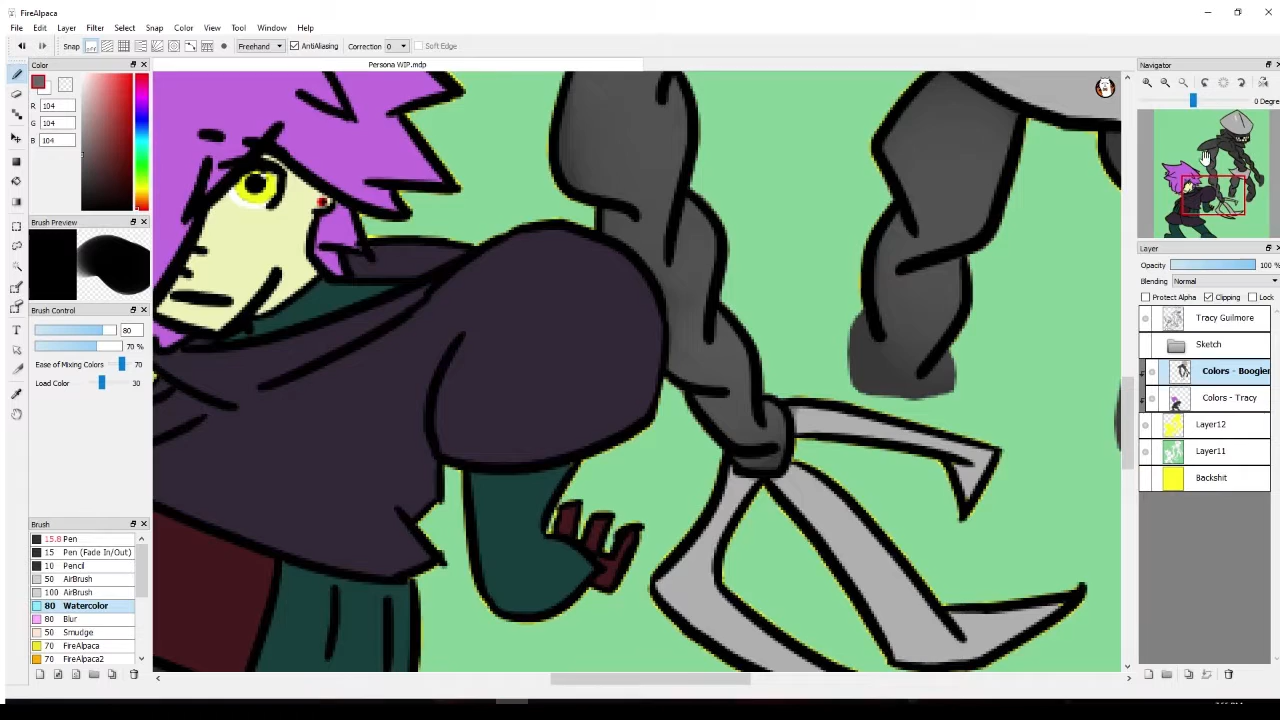 FireAlpaca
File Edit Layer Filter Select Snap Color View Tool Window Help
Snap off Freehand AntiAliasing Correction 0 Soft Edge
Color
Persona WIP.mdp
Navigator
R 104
G 104
B 104
0 Degree
Brush Preview
Layer
Opacity 100 %
Blending Normal
Protect Alpha Clipping Lock
Brush Control
80
70 %
Ease of Mixing Colors 70
Load Color 30
Tracy Guilmore
Sketch
Colors - Boogier
Colors - Tracy
Layer12
Layer11
Backshit
Brush
15.8 Pen
15 Pen (Fade In/Out)
10 Pencil
50 AirBrush
100 AirBrush
80 Watercolor
80 Blur
50 Smudge
70 FireAlpaca
70 FireAlpaca2